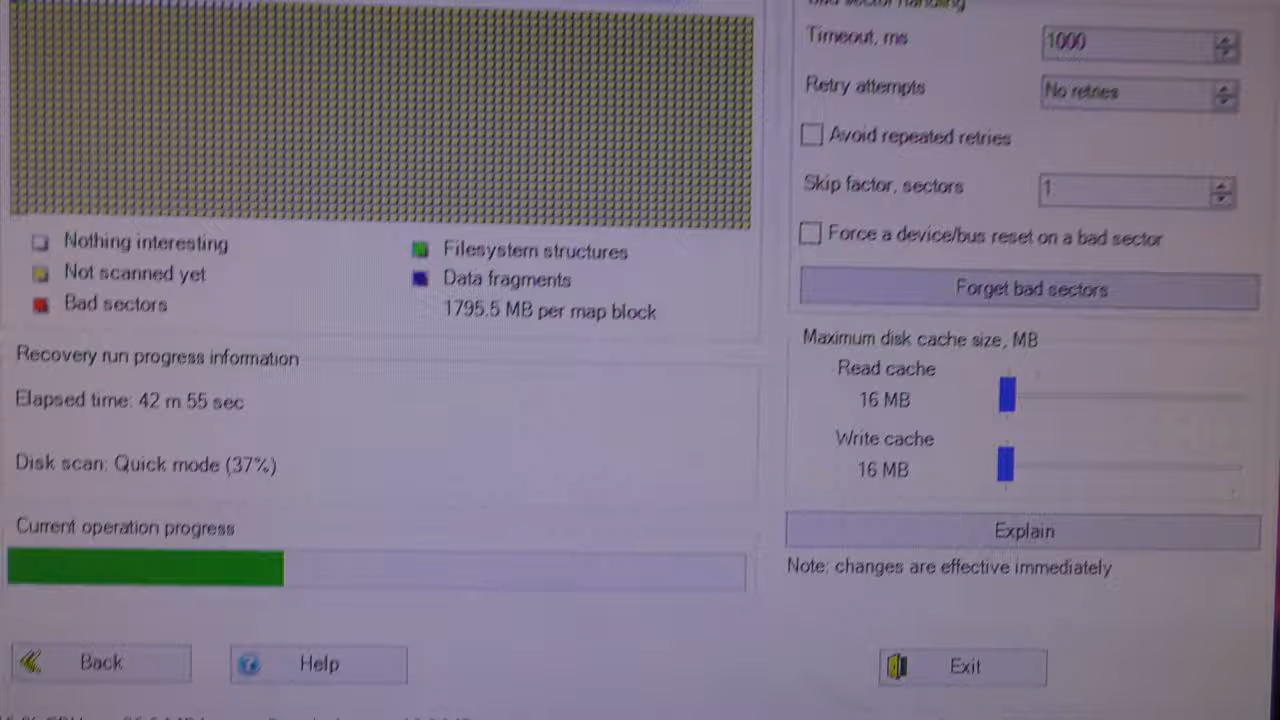 Bad sector handling
Timeout, ms
1000
Retry attempts
No retries
Avoid repeated retries
Skip factor, sectors
1
Force a device/bus reset on a bad sector
Forget bad sectors
Nothing interesting
Not scanned yet
Bad sectors
Filesystem structures
Data fragments
1795.5 MB per map block
Recovery run progress information
Elapsed time: 42 m 55 sec
Disk scan: Quick mode (37%)
Current operation progress
Maximum disk cache size, MB
Read cache
16 MB
Write cache
16 MB
Explain
Note: changes are effective immediately
Back
Help
Exit